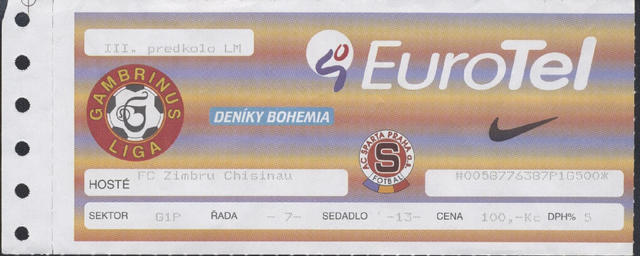 III. predkolo LM
EUROTEL
GAMBRINUS
LIGA
DENÍKY BOHEMIA
A.C. SPARTA PRAHA
S
FOTBAL
HOSTÉ FC Zimbru Chisinau
SEKTOR G1P ŘADA - 7- SEDADLO -13- CENA 100,-Kc DPH% 5